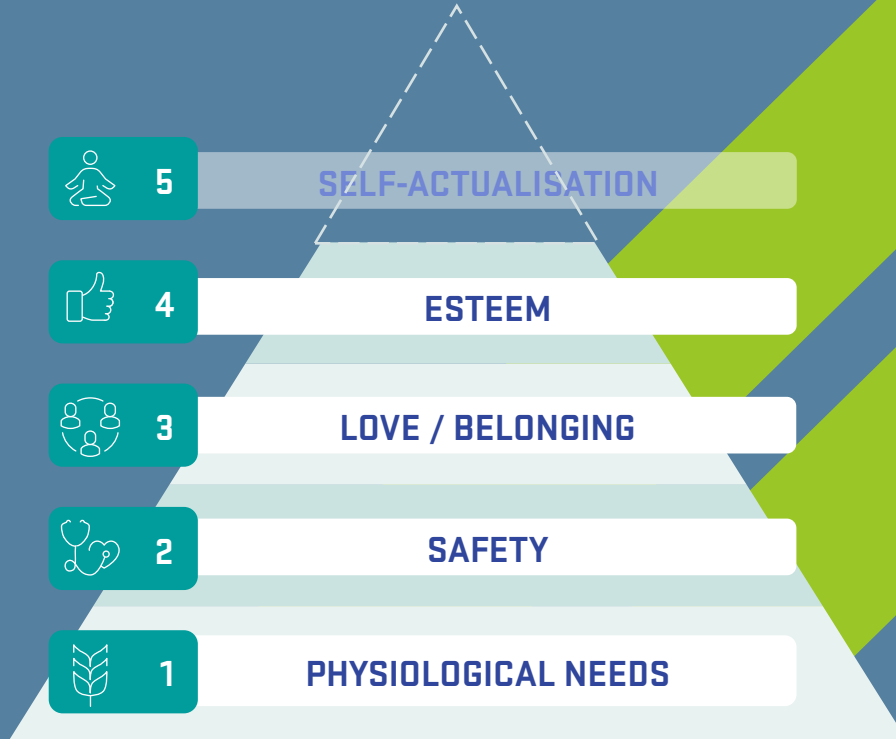 5 SELF-ACTUALISATION
4 ESTEEM
3 LOVE / BELONGING
2 SAFETY
1 PHYSIOLOGICAL NEEDS